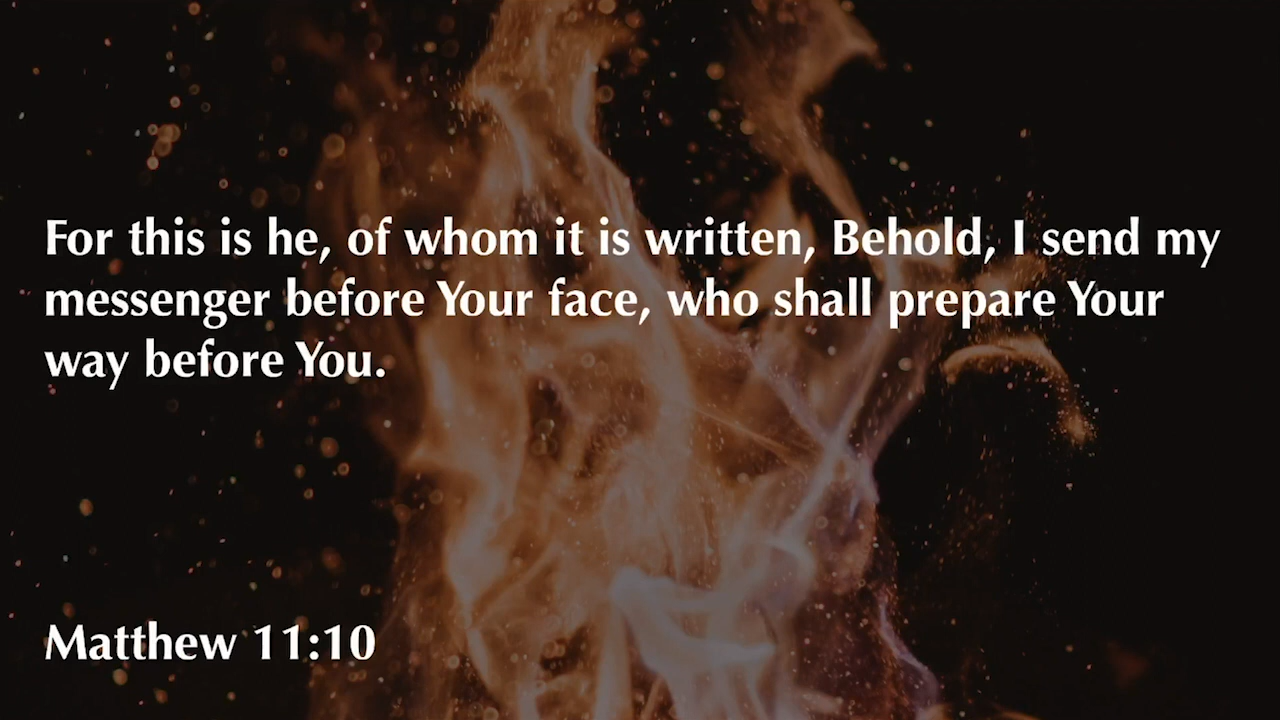 For this is he, of whom it is written, Behold, I send my
messenger before Your face, who shall prepare Your
way before You.
Matthew 11:10